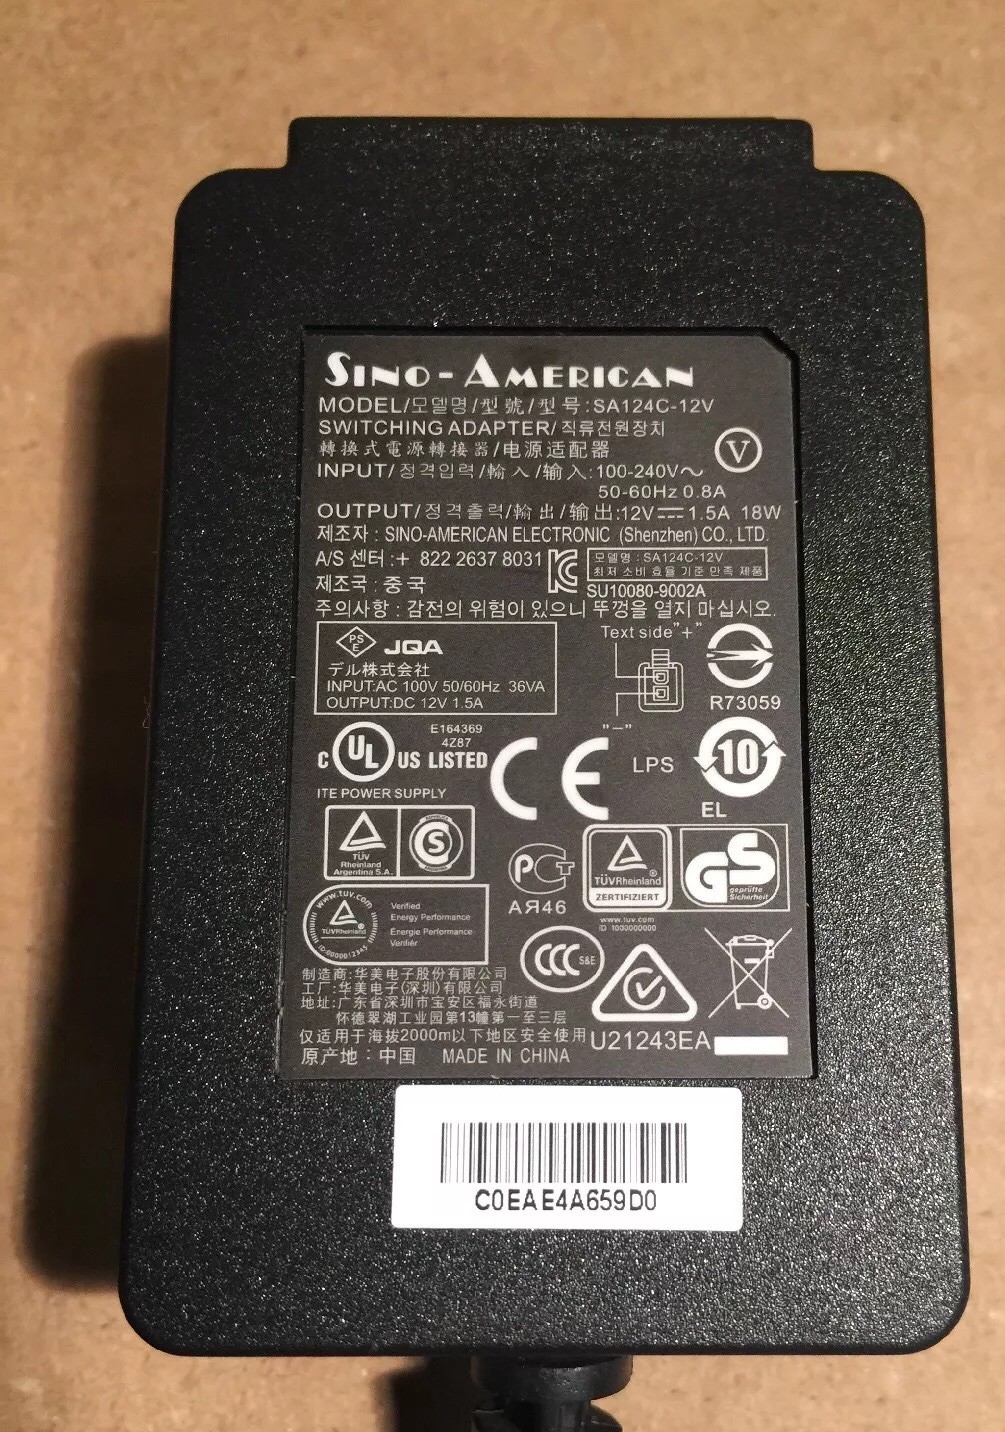 SINO-AMERICAN
MODEL/모델명/型號/型号:SA124C-12V
SWITCHING ADAPTER/직류전원장치
轉換式電源轉接器/电源适配器
V
INPUT/정격입력/輸入/输入:100-240V~
50-60Hz 0.8A
OUTPUT/정격출력/輸出/输出:12V⎓1.5A 18W
제조자 : SINO-AMERICAN ELECTRONIC (Shenzhen) CO., LTD.
A/S 센터 :+ 822 2637 8031
모델명 : SA124C-12V
최저 소비 효율 기준 만족 제품
제조국 : 중국
SU10080-9002A
주의사항 : 감전의 위험이 있으니 뚜껑을 열지 마십시오.
PSE JQA
デル株式会社
INPUT:AC 100V 50/60Hz 36VA
OUTPUT:DC 12V 1.5A
Text side"+"
"—"
R73059
E164369
4Z87
C UL US LISTED
ITE POWER SUPPLY
CE
LPS
10
EL
TÜV
Rheinland
Argentina S.A.
S
PCT
АЯ46
TÜVRheinland
ZERTIFIZIERT
GS
geprüfte
Sicherheit
www.tuv.com
ID 1000000000
www.tuv.com
TÜVRheinland
ID:0000012345
Verified
Energy Performance
Énergie Performance
Vérifiér
CCC S&E
制造商:华美电子股份有限公司
工厂:华美电子(深圳)有限公司
地址:广东省深圳市宝安区福永街道
怀德翠湖工业园第13幢第一至三层
仅适用于海拔2000m以下地区安全使用
U21243EA
原产地：中国 MADE IN CHINA
C0EAE4A659D0